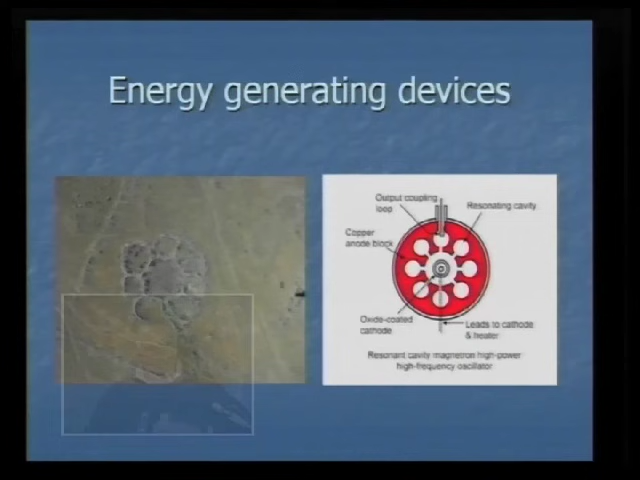 Energy generating devices
Output coupling
loop
Resonating cavity
Copper
anode block
Oxide-coated
cathode
Leads to cathode
& heater
Resonant cavity magnetron high-power
high-frequency oscillator